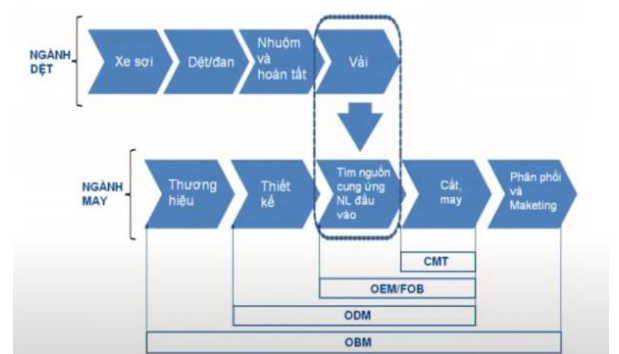 NGÀNH
DỆT
Xe sợi
Dệt/đan
Nhuộm
và
hoàn tất
Vải
NGÀNH
MAY
Thương
hiệu
Thiết
kế
Tìm nguồn
cung ứng
NL đầu
vào
Cắt,
may
Phân phối
và
Maketing
CMT
OEM/FOB
ODM
OBM